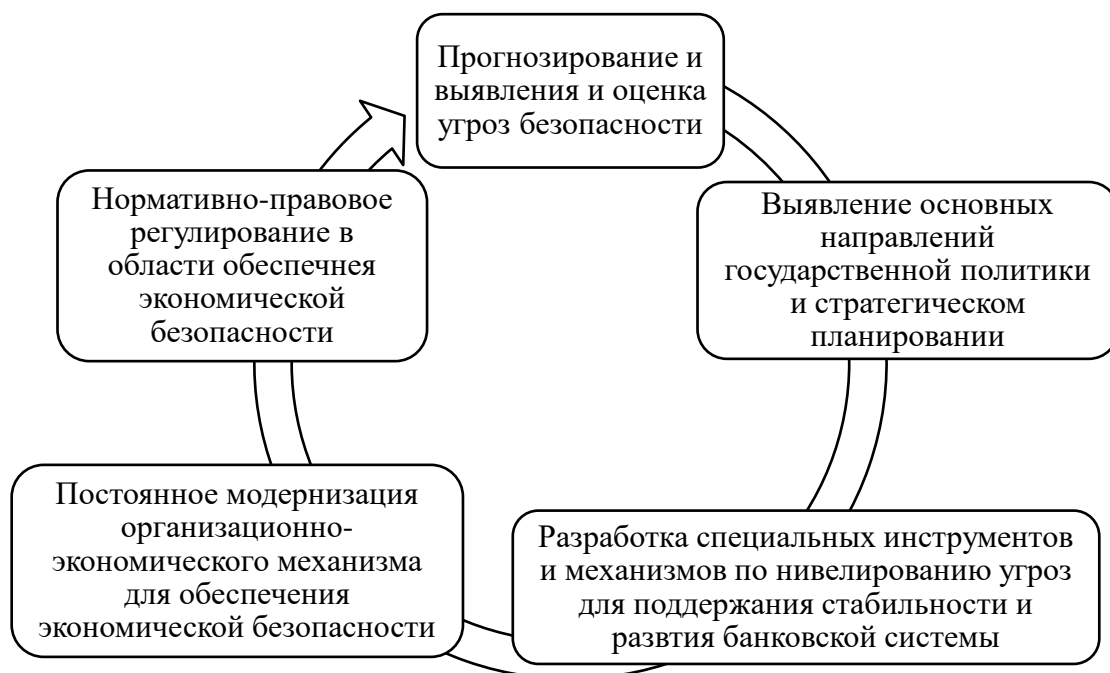 Прогнозирование и
выявления и оценка
угроз безопасности
Выявление основных
направлений
государственной политики
и стратегическом
планировании
Разработка специальных инструментов
и механизмов по нивелированию угроз
для поддержания стабильности и
развтия банковской системы
Постоянное модернизация
организационно-
экономического механизма
для обеспечения
экономической безопасности
Нормативно-правовое
регулирование в
области обеспечнея
экономической
безопасности